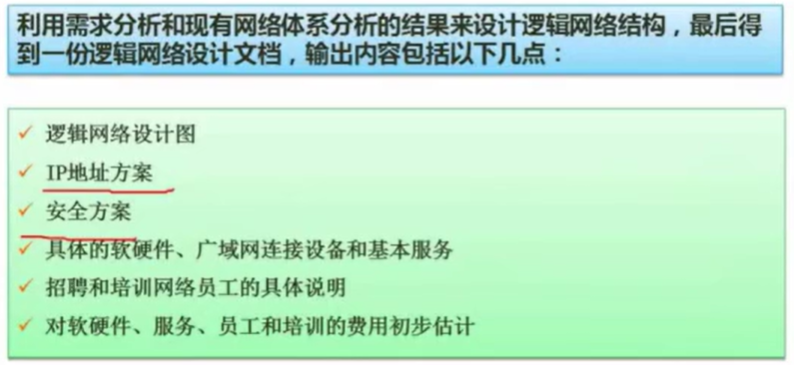 利用需求分析和现有网络体系分析的结果来设计逻辑网络结构，最后得
到一份逻辑网络设计文档，输出内容包括以下几点：
✓ 逻辑网络设计图
✓ IP地址方案
✓ 安全方案
✓ 具体的软硬件、广域网连接设备和基本服务
✓ 招聘和培训网络员工的具体说明
✓ 对软硬件、服务、员工和培训的费用初步估计